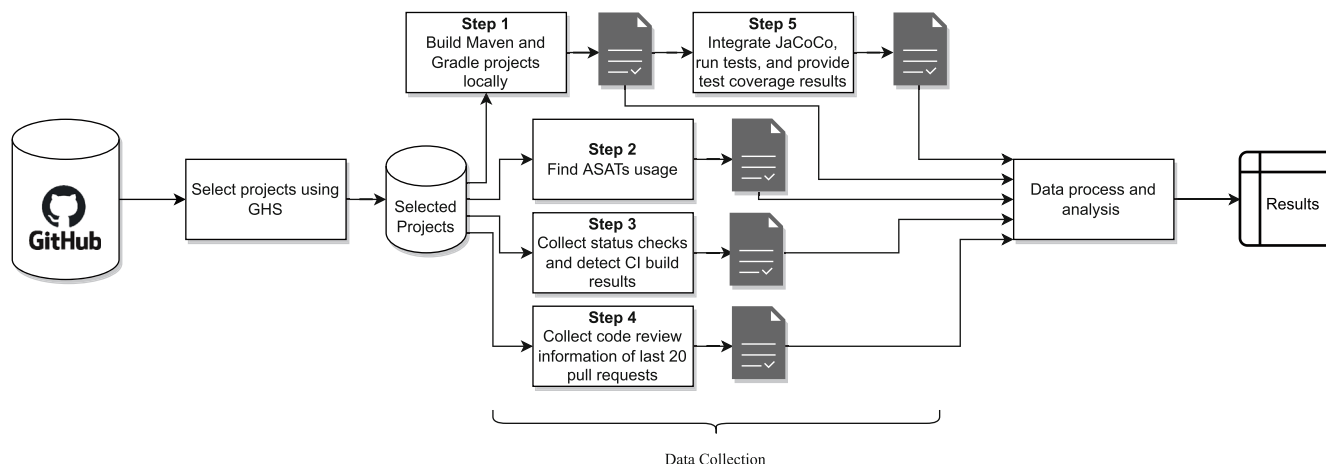 GitHub
Select projects using
GHS
Selected
Projects
Step 1
Build Maven and
Gradle projects
locally
Step 5
Integrate JaCoCo,
run tests, and provide
test coverage results
Step 2
Find ASATs usage
Step 3
Collect status checks
and detect CI build
results
Step 4
Collect code review
information of last 20
pull requests
Data process and
analysis
Results
Data Collection